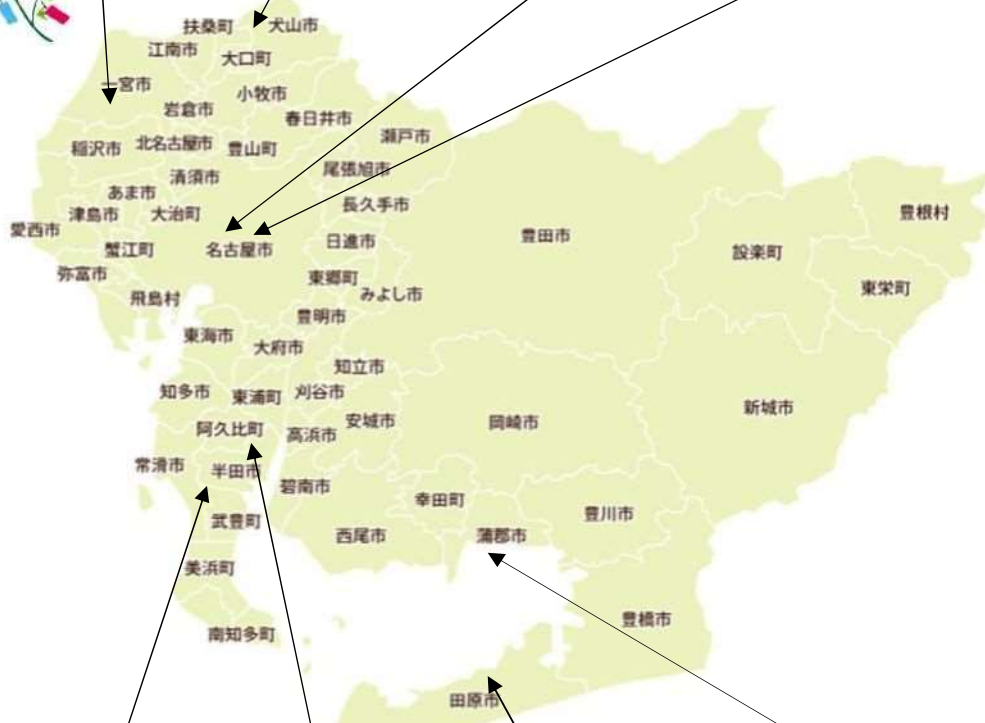 扶桑町
犬山市
江南市
大口町
一宮市
小牧市
岩倉市
春日井市
瀬戸市
稲沢市
北名古屋市
豊山町
尾張旭市
清須市
あま市
長久手市
津島市
大治町
愛西市
豊根村
名古屋市
蟹江町
日進市
豊田市
設楽町
弥富市
東郷町
みよし市
東栄町
飛島村
豊明市
東海市
大府市
知立市
知多市
東浦町
刈谷市
新城市
阿久比町
高浜市
安城市
岡崎市
常滑市
半田市
碧南市
幸田町
豊川市
武豊町
西尾市
蒲郡市
美浜町
豊橋市
南知多町
田原市